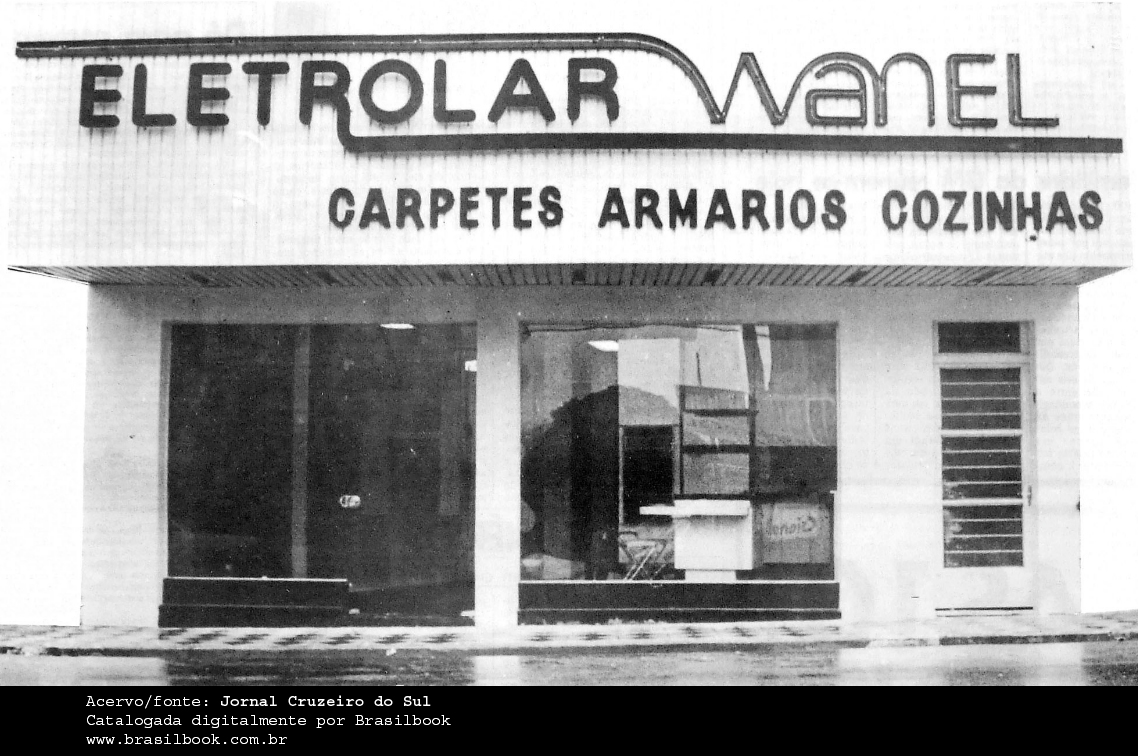 ELETROLAR Wanel
CARPETES ARMARIOS COZINHAS
Acervo/fonte: Jornal Cruzeiro do Sul
Catalogada digitalmente por Brasilbook
www.brasilbook.com.br